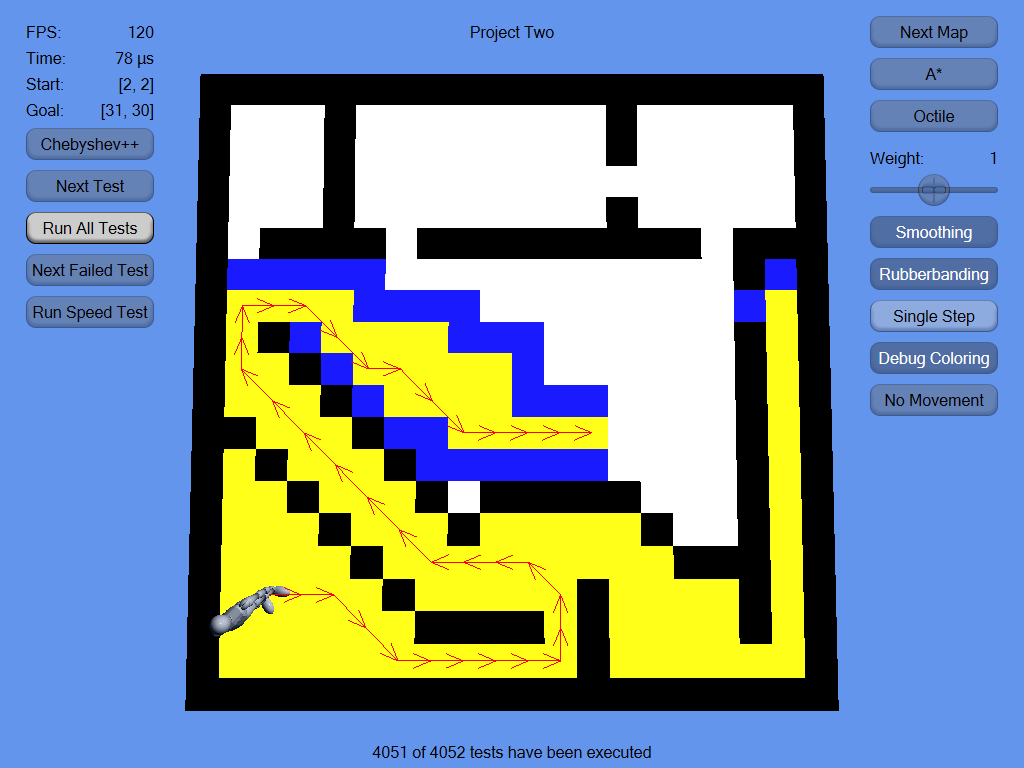 FPS: 120
Time: 78 µs
Start: [2, 2]
Goal: [31, 30]
Chebyshev++
Next Test
Run All Tests
Next Failed Test
Run Speed Test
Project Two
Next Map
A*
Octile
Weight: 1
Smoothing
Rubberbanding
Single Step
Debug Coloring
No Movement
4051 of 4052 tests have been executed